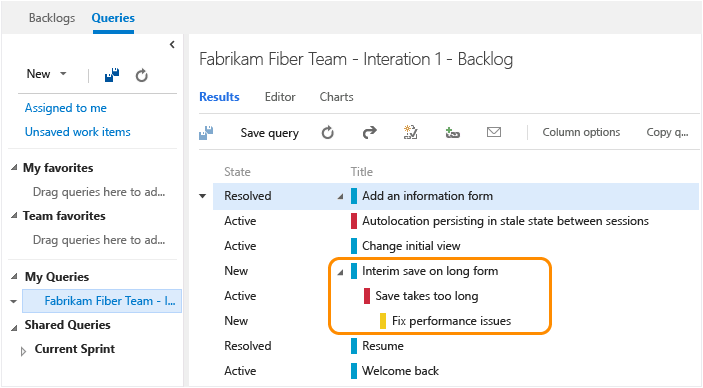 Backlogs Queries
New
Assigned to me
Unsaved work items
My favorites
Drag queries here to ad...
Team favorites
Drag queries here to ad...
My Queries
Fabrikam Fiber Team - I...
Shared Queries
Current Sprint
Fabrikam Fiber Team - Interation 1 - Backlog
Results Editor Charts
Save query Column options Copy q...
State Title
Resolved Add an information form
Active Autolocation persisting in stale state between sessions
Active Change initial view
New Interim save on long form
Active Save takes too long
New Fix performance issues
Resolved Resume
Active Welcome back